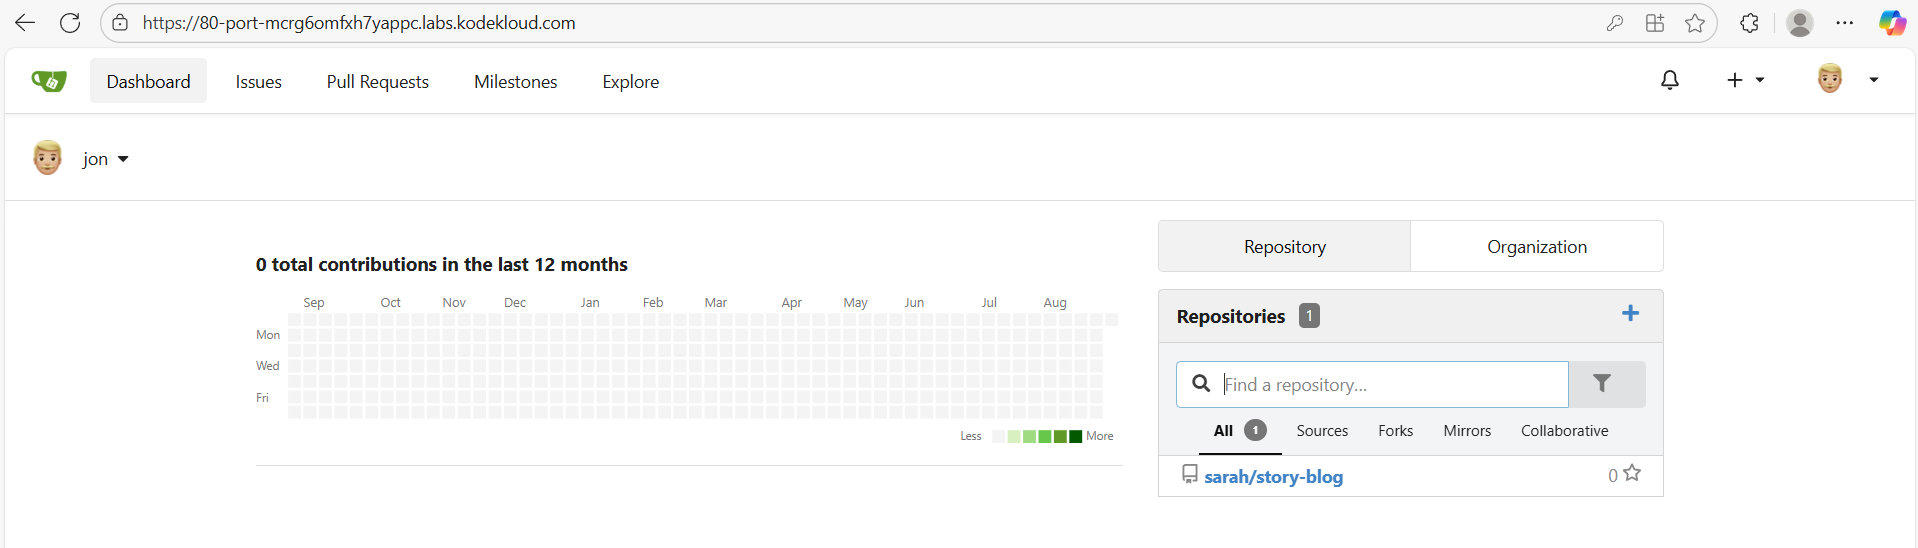 https://80-port-mcrg6omfxh7yappc.labs.kodekloud.com
Dashboard Issues Pull Requests Milestones Explore
jon
Repository Organization
0 total contributions in the last 12 months
Sep Oct Nov Dec Jan Feb Mar Apr May Jun Jul Aug
Mon
Wed
Fri
Less More
Repositories 1
Find a repository...
All 1 Sources Forks Mirrors Collaborative
sarah/story-blog 0